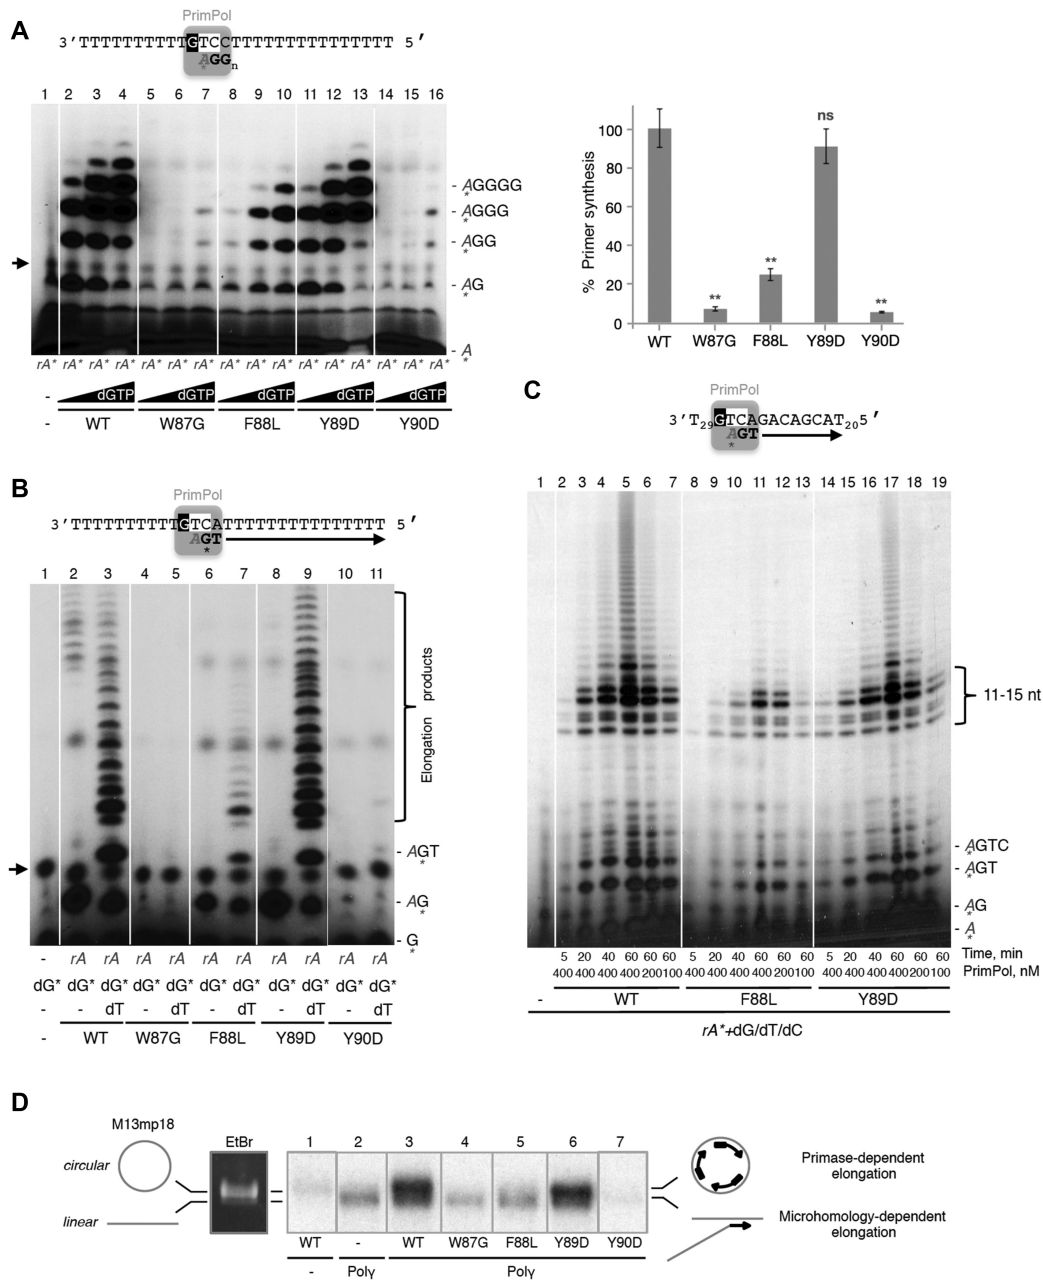 A
PrimPol
3′TTTTTTTTTTGTCCTTTTTTTTTTTTTTT 5′
AGGn
*
1 2 3 4 5 6 7 8 9 10 11 12 13 14 15 16
- AGGGG
*
- AGGG
*
- AGG
*
- AG
*
- A
*
rA* rA* rA* rA* rA* rA* rA* rA* rA* rA* rA* rA* rA* rA* rA* rA*
- dGTP dGTP dGTP dGTP dGTP
- WT W87G F88L Y89D Y90D
% Primer synthesis
100
80
60
40
20
0
** ** ns **
WT W87G F88L Y89D Y90D
B
PrimPol
3′TTTTTTTTTTGTCATTTTTTTTTTTTTTT 5′
AGT
*
1 2 3 4 5 6 7 8 9 10 11
Elongation products
- AGT
*
- AG
*
- G
*
- rA rA rA rA rA rA rA rA rA rA
dG* dG* dG* dG* dG* dG* dG* dG* dG* dG* dG*
- - dT - dT - dT - dT - dT
- WT W87G F88L Y89D Y90D
C
PrimPol
3′T29GTCAGACAGCAT205′
AGT
*
1 2 3 4 5 6 7 8 9 10 11 12 13 14 15 16 17 18 19
11-15 nt
- AGTC
*
- AGT
*
- AG
*
- A
*
5 20 40 60 60 60 5 20 40 60 60 60 5 20 40 60 60 60 Time, min
400 400 400 400 200 100 400 400 400 400 200 100 400 400 400 400 200 100 PrimPol, nM
- WT F88L Y89D
rA*+dG/dT/dC
D
M13mp18
circular
linear
EtBr
1 2 3 4 5 6 7
WT - WT W87G F88L Y89D Y90D
- Polγ Polγ
Primase-dependent
elongation
Microhomology-dependent
elongation